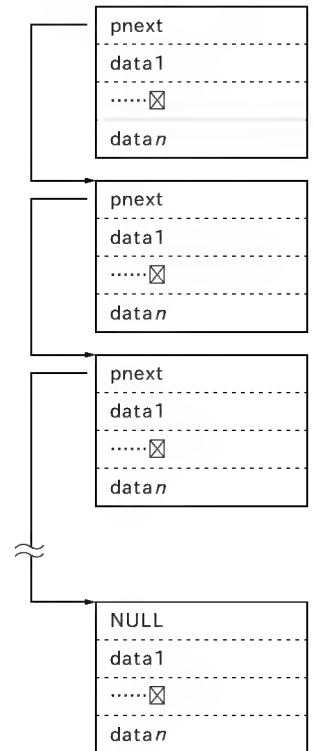 pnext
data1
······☒
datan
pnext
data1
······☒
datan
pnext
data1
······☒
datan
NULL
data1
······☒
datan